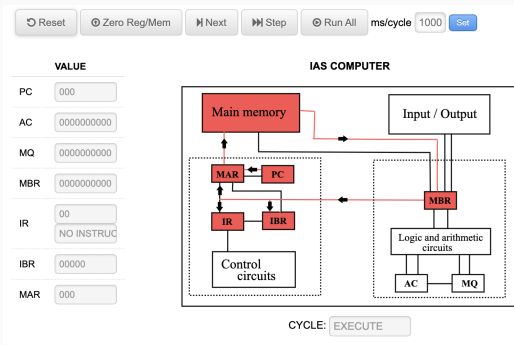 Reset Zero Reg/Mem Next Step Run All ms/cycle 1000 Set
VALUE
PC 000
AC 0000000000
MQ 0000000000
MBR 0000000000
IR 00
NO INSTRUC
IBR 00000
MAR 000
IAS COMPUTER
Main memory
Input / Output
MAR PC
MBR
IR IBR
Logic and arithmetic
circuits
Control
circuits
AC MQ
CYCLE: EXECUTE